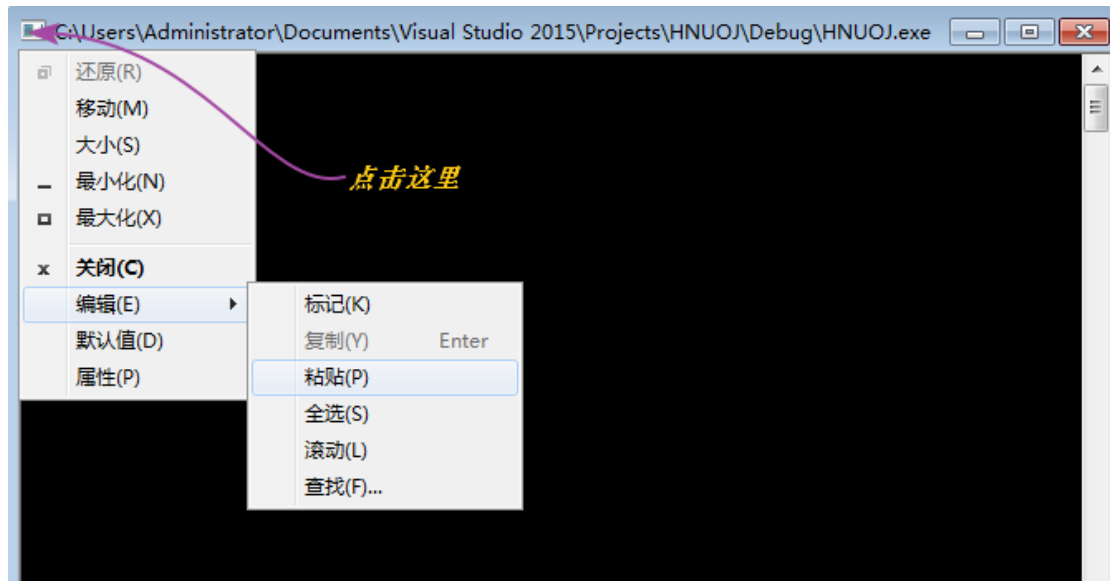 C:\Users\Administrator\Documents\Visual Studio 2015\Projects\HNUOJ\Debug\HNUOJ.exe
还原(R)
移动(M)
大小(S)
最小化(N)
最大化(X)
关闭(C)
编辑(E)
默认值(D)
属性(P)
点击这里
标记(K)
复制(Y) Enter
粘贴(P)
全选(S)
滚动(L)
查找(F)...